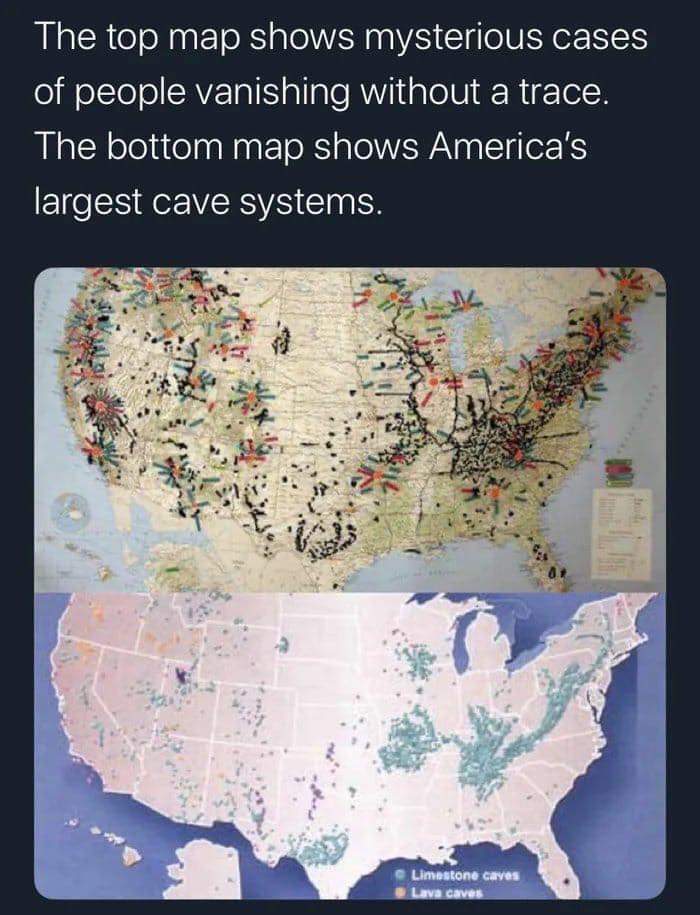 The top map shows mysterious cases
of people vanishing without a trace.
The bottom map shows America's
largest cave systems.
Limestone caves
Lava caves